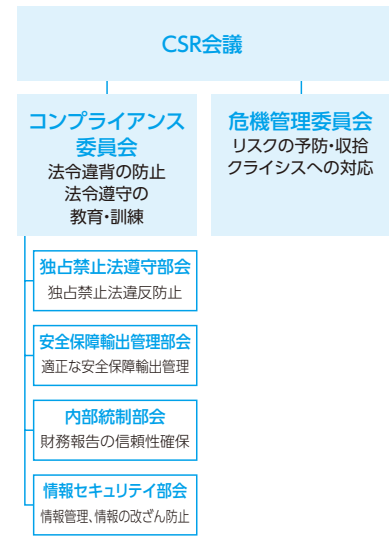 CSR会議
コンプライアンス
委員会
法令違背の防止
法令遵守の
教育・訓練
危機管理委員会
リスクの予防・収拾
クライシスへの対応
独占禁止法遵守部会
独占禁止法違反防止
安全保障輸出管理部会
適正な安全保障輸出管理
内部統制部会
財務報告の信頼性確保
情報セキュリテイ部会
情報管理、情報の改ざん防止